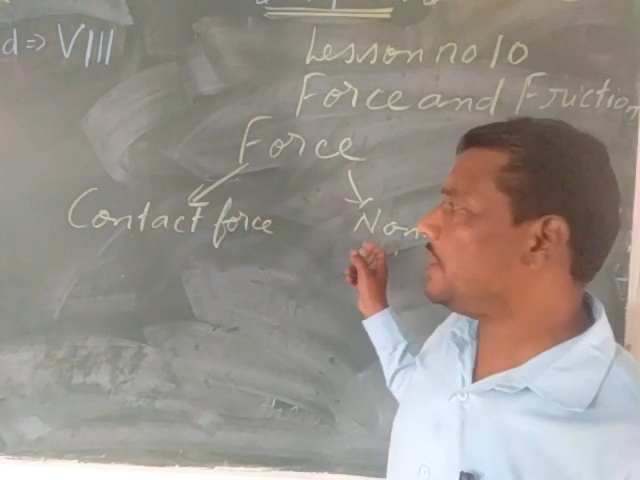 d => VIII
Lesson no 10
Force and Friction
Force
Contact force
Non